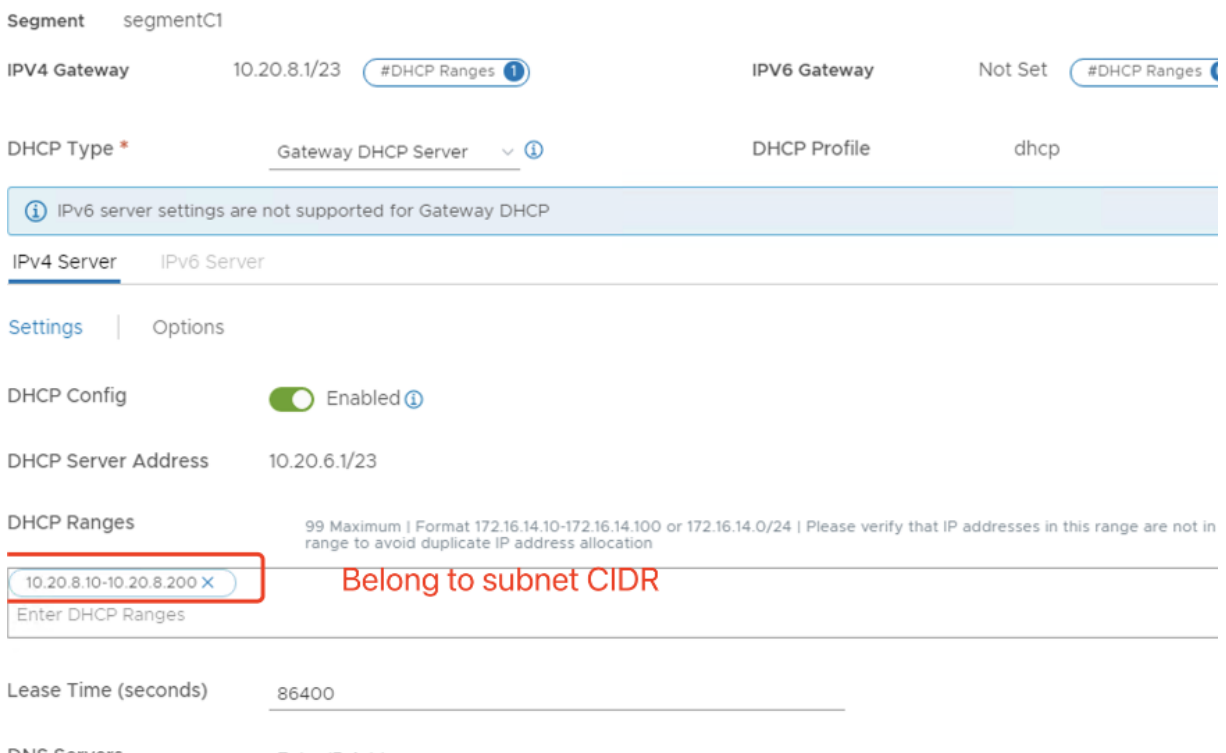 Segment segmentC1
IPV4 Gateway 10.20.8.1/23 #DHCP Ranges 1 IPV6 Gateway Not Set #DHCP Ranges
DHCP Type * Gateway DHCP Server DHCP Profile dhcp
IPv6 server settings are not supported for Gateway DHCP
IPv4 Server IPv6 Server
Settings | Options
DHCP Config Enabled
DHCP Server Address 10.20.6.1/23
DHCP Ranges 99 Maximum | Format 172.16.14.10-172.16.14.100 or 172.16.14.0/24 | Please verify that IP addresses in this range are not in
range to avoid duplicate IP address allocation
10.20.8.10-10.20.8.200 × Belong to subnet CIDR
Enter DHCP Ranges
Lease Time (seconds) 86400
DNS Servers